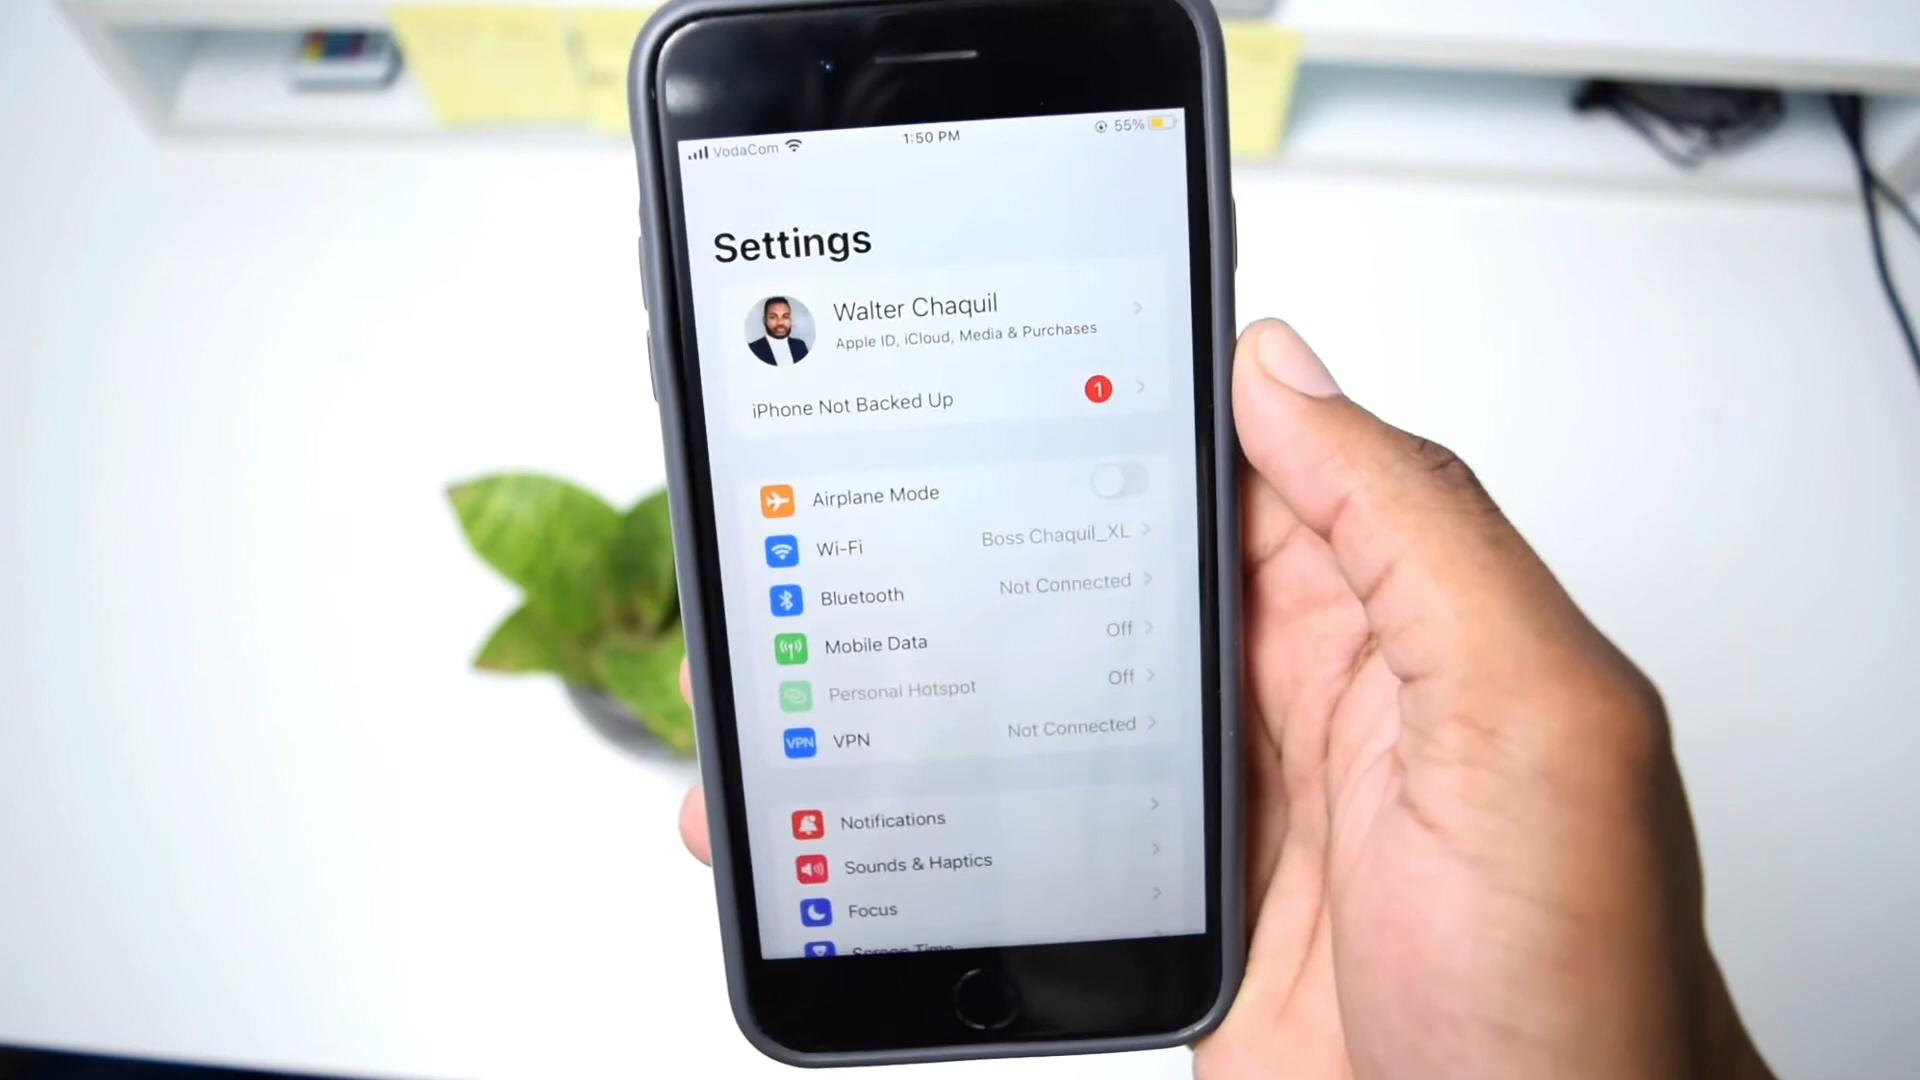 VodaCom 1:50 PM 55%
Settings
Walter Chaquil
Apple ID, iCloud, Media & Purchases
iPhone Not Backed Up 1
Airplane Mode
Wi-Fi Boss Chaquil_XL
Bluetooth Not Connected
Mobile Data Off
Personal Hotspot Off
VPN VPN Not Connected
Notifications
Sounds & Haptics
Focus
Screen Time